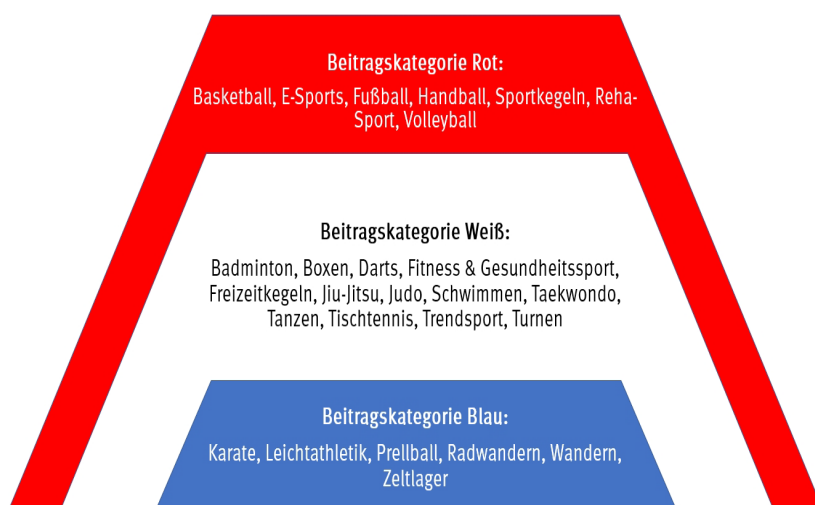 Beitragskategorie Rot:
Basketball, E-Sports, Fußball, Handball, Sportkegeln, Reha-
Sport, Volleyball
Beitragskategorie Weiß:
Badminton, Boxen, Darts, Fitness & Gesundheitssport,
Freizeitkegeln, Jiu-Jitsu, Judo, Schwimmen, Taekwondo,
Tanzen, Tischtennis, Trendsport, Turnen
Beitragskategorie Blau:
Karate, Leichtathletik, Prellball, Radwandern, Wandern,
Zeltlager